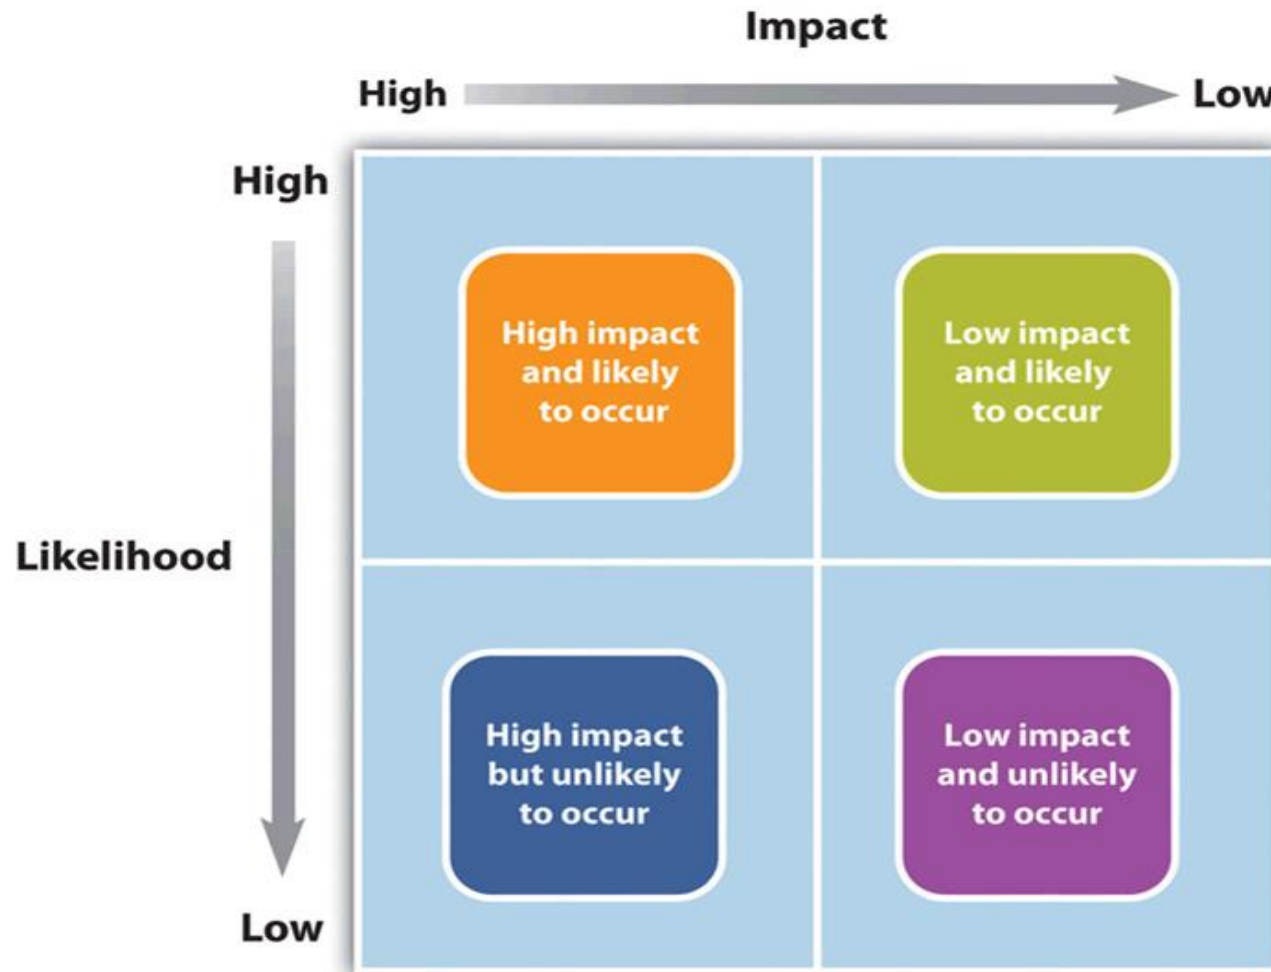 Impact
High
Low
High
High impact
and likely
to occur
Low impact
and likely
to occur
Likelihood
High impact
but unlikely
to occur
Low impact
and unlikely
to occur
Low